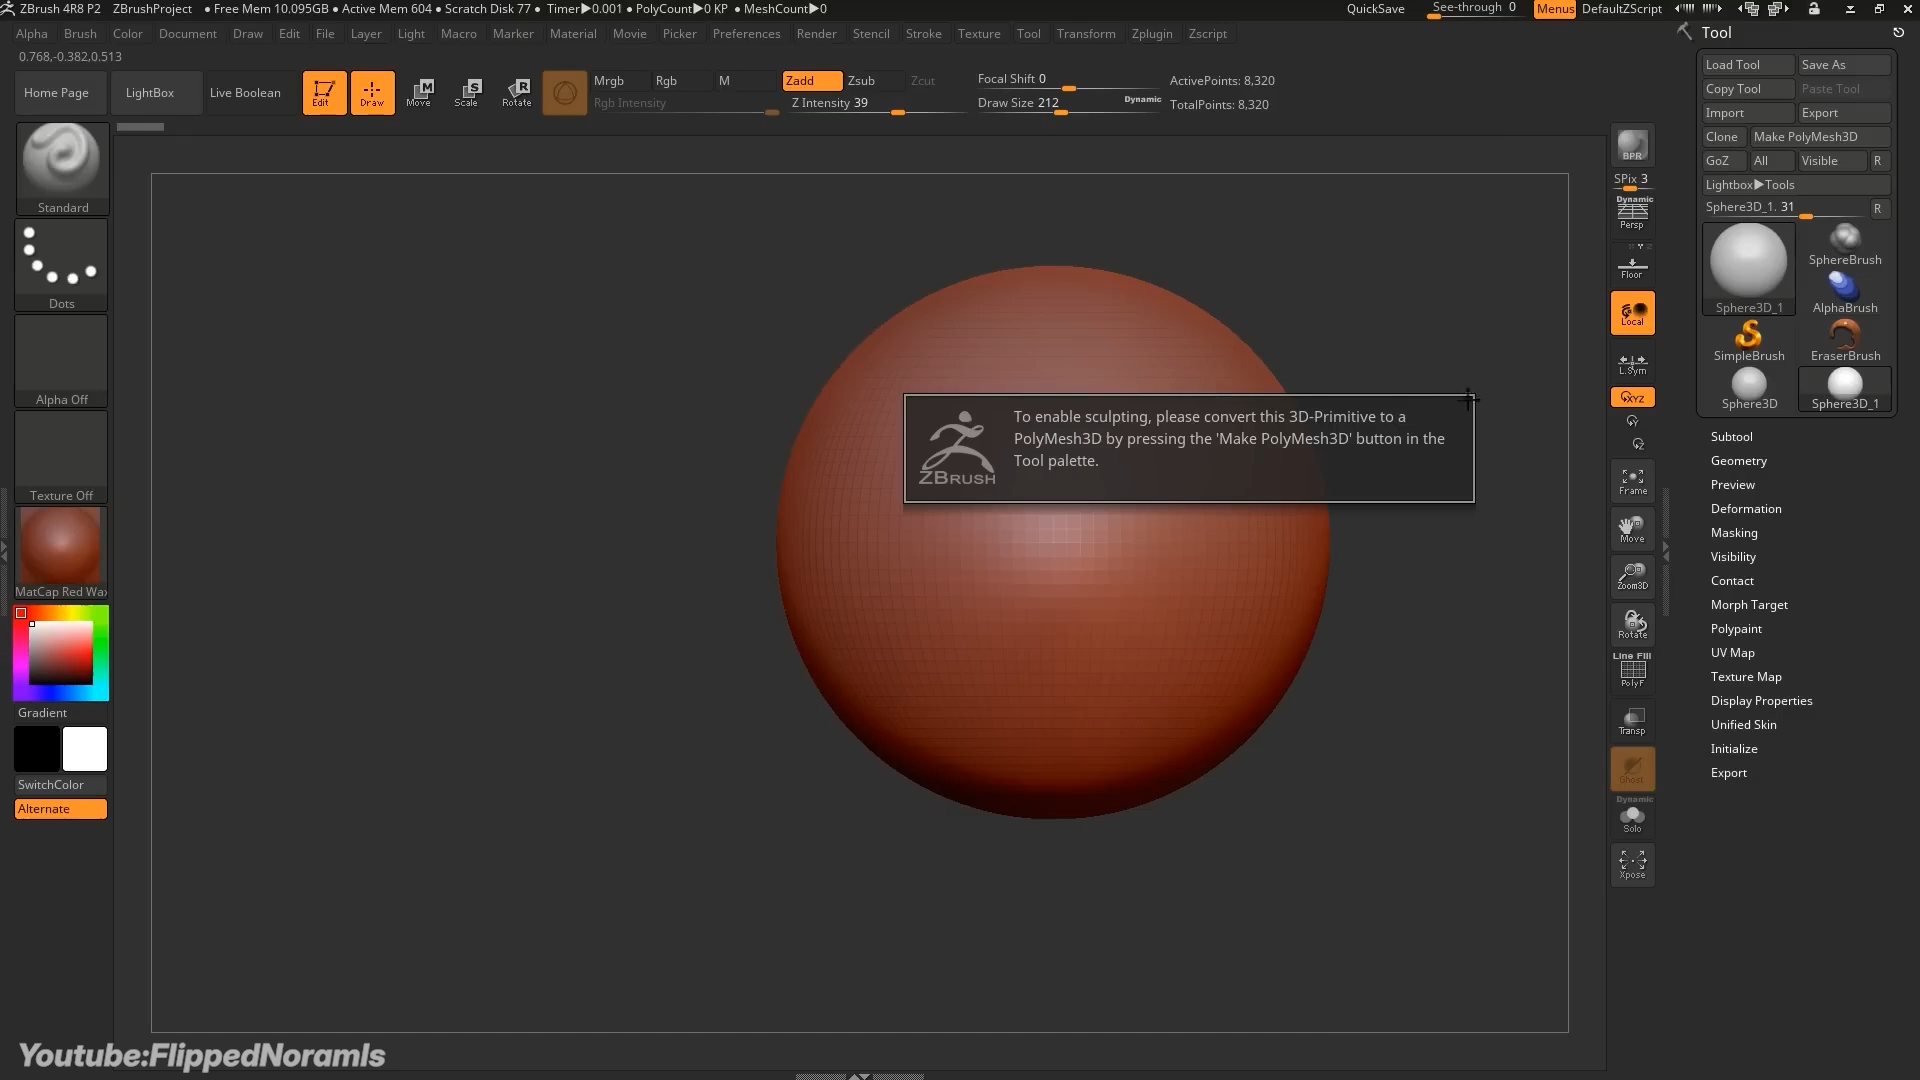 ZBrush 4R8 P2 ZBrushProject • Free Mem 10.095GB • Active Mem 604 • Scratch Disk 77 • Timer▶0.001 • PolyCount▶0 KP • MeshCount▶0 QuickSave See-through 0 Menus DefaultZScript
Alpha Brush Color Document Draw Edit File Layer Light Macro Marker Material Movie Picker Preferences Render Stencil Stroke Texture Tool Transform Zplugin Zscript
Tool
0.768,-0.382,0.513
Home Page LightBox Live Boolean Edit Draw Move Scale Rotate
M S R
Mrgb Rgb M Zadd Zsub Zcut
Rgb Intensity Z Intensity 39
Focal Shift 0
Draw Size 212 Dynamic
ActivePoints: 8,320
TotalPoints: 8,320
Standard
Dots
Alpha Off
Texture Off
MatCap Red Wax
Gradient
SwitchColor
Alternate
To enable sculpting, please convert this 3D-Primitive to a
PolyMesh3D by pressing the 'Make PolyMesh3D' button in the
Tool palette.
ZBRUSH
BPR
SPix 3
Dynamic
Persp
Floor
Local
L.Sym
XYZ
Y
Z
Frame
Move
Zoom3D
Rotate
Line Fill
PolyF
Transp
Ghost
Dynamic
Solo
Xpose
Load Tool Save As
Copy Tool Paste Tool
Import Export
Clone Make PolyMesh3D
GoZ All Visible R
Lightbox▶Tools
Sphere3D_1. 31 R
Sphere3D_1 SphereBrush
AlphaBrush
SimpleBrush EraserBrush
Sphere3D Sphere3D_1
Subtool
Geometry
Preview
Deformation
Masking
Visibility
Contact
Morph Target
Polypaint
UV Map
Texture Map
Display Properties
Unified Skin
Initialize
Export
Youtube:FlippedNoramls